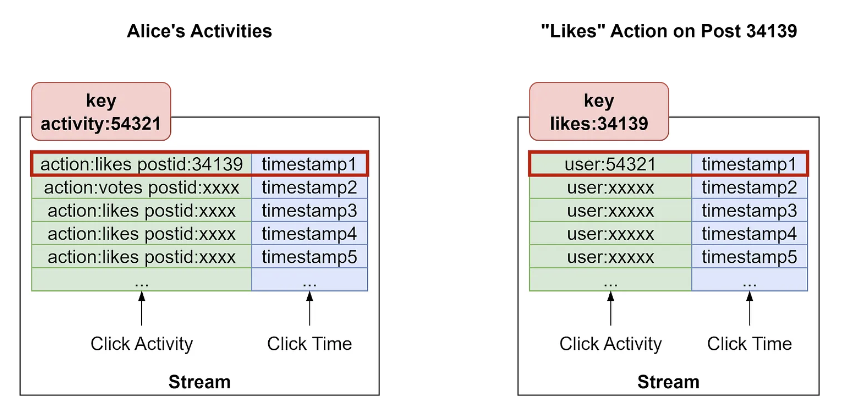 Alice's Activities
key
activity:54321
action:likes postid:34139 timestamp1
action:votes postid:xxxx timestamp2
action:likes postid:xxxx timestamp3
action:likes postid:xxxx timestamp4
action:likes postid:xxxx timestamp5
... ...
Click Activity Click Time
Stream
"Likes" Action on Post 34139
key
likes:34139
user:54321 timestamp1
user:xxxxx timestamp2
user:xxxxx timestamp3
user:xxxxx timestamp4
user:xxxxx timestamp5
... ...
Click Activity Click Time
Stream